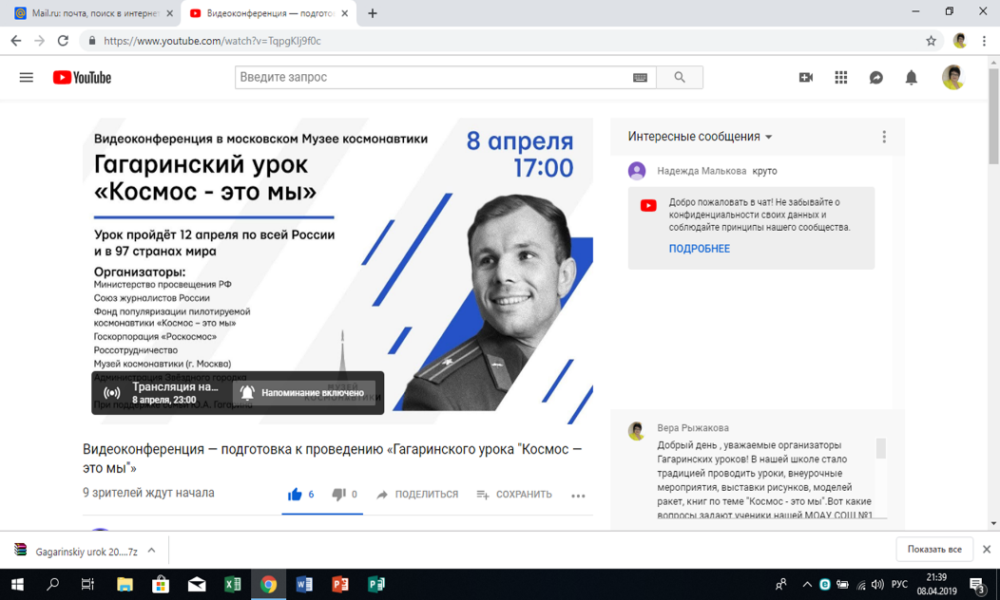 Mail.ru: почта, поиск в интернет
Видеоконференция — подготов
https://www.youtube.com/watch?v=TqpgKlj9f0c
YouTube
Введите запрос
Видеоконференция в московском Музее космонавтики
8 апреля
17:00
Гагаринский урок
«Космос - это мы»
Урок пройдёт 12 апреля по всей России
и в 97 странах мира
Организаторы:
Министерство просвещения РФ
Союз журналистов России
Фонд популяризации пилотируемой
космонавтики «Космос – это мы»
Госкорпорация «Роскосмос»
Россотрудничество
Музей космонавтики (г. Москва)
Администрация Звёздного городка
При поддержке семьи Ю.А. Гагарина
МУЗЕЙ
КОСМОНАВТИКИ
Трансляция на...
8 апреля, 23:00
Напоминание включено
Видеоконференция — подготовка к проведению «Гагаринского урока "Космос —
это мы"»
9 зрителей ждут начала
6
0
ПОДЕЛИТЬСЯ
СОХРАНИТЬ
Интересные сообщения
Надежда Малькова круто
Добро пожаловать в чат! Не забывайте о
конфиденциальности своих данных и
соблюдайте принципы нашего сообщества.
ПОДРОБНЕЕ
Вера Рыжакова
Добрый день , уважаемые организаторы
Гагаринских уроков! В нашей школе стало
традицией проводить уроки, внеурочные
мероприятия, выставки рисунков, моделей
ракет, книг по теме "Космос - это мы".Вот какие
вопросы задают ученики нашей МОАУ СОШ №1
Gagarinskiy urok 20....7z
Показать все
РУС
21:39
08.04.2019
3